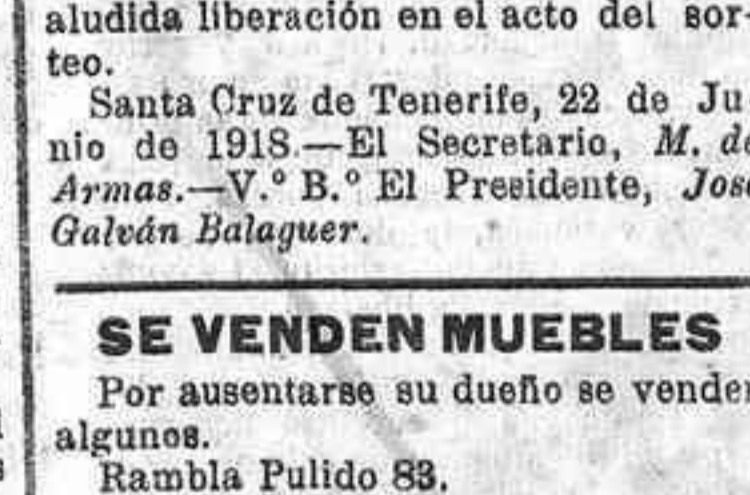 aludida liberación en el acto del sor-
teo.
Santa Cruz de Tenerife, 22 de Ju
nio de 1918.—El Secretario, M. de
Armas.—V.º B.º El Presidente, José
Galván Balaguer.
SE VENDEN MUEBLES
Por ausentarse su dueño se venden
algunos.
Rambla Pulido 83.